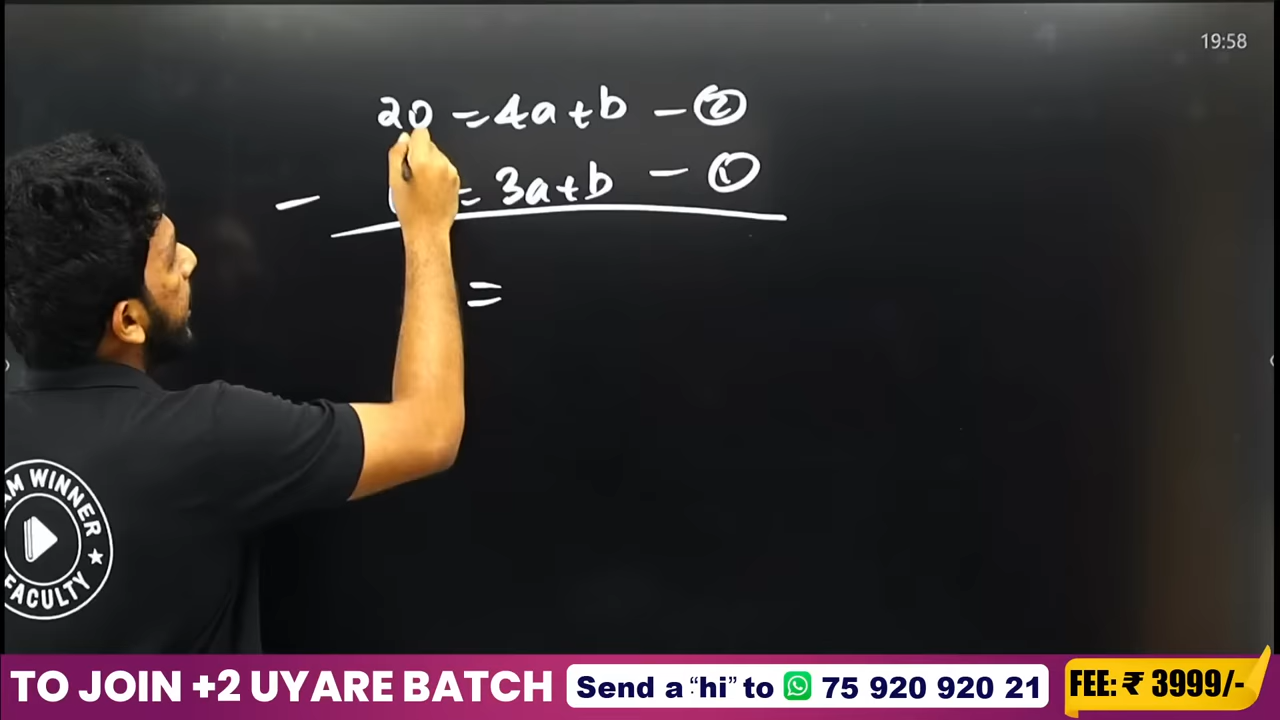 19:58
20 = 4a + b - ②
- = 3a + b - ①
=
AM WINNER
FACULTY
TO JOIN +2 UYARE BATCH
Send a “hi” to 75 920 920 21
FEE: ₹ 3999/-